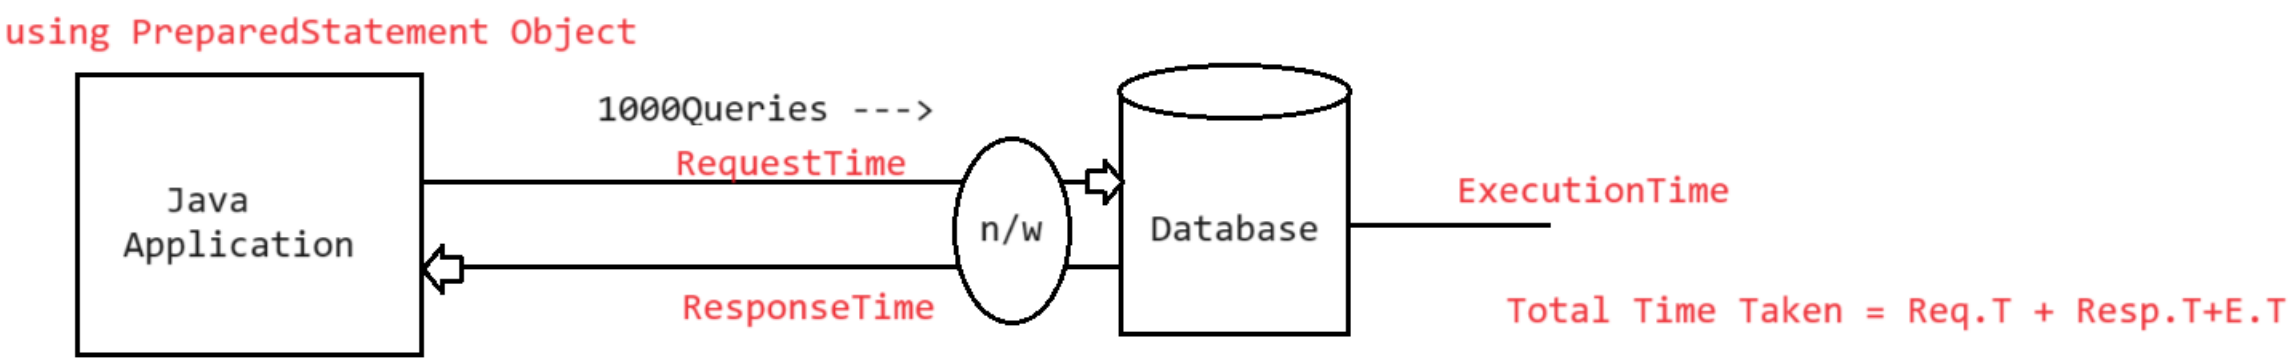 using PreparedStatement Object
1000Queries --->
RequestTime
Java
Application
n/w
Database
ExecutionTime
ResponseTime
Total Time Taken = Req.T + Resp.T+E.T